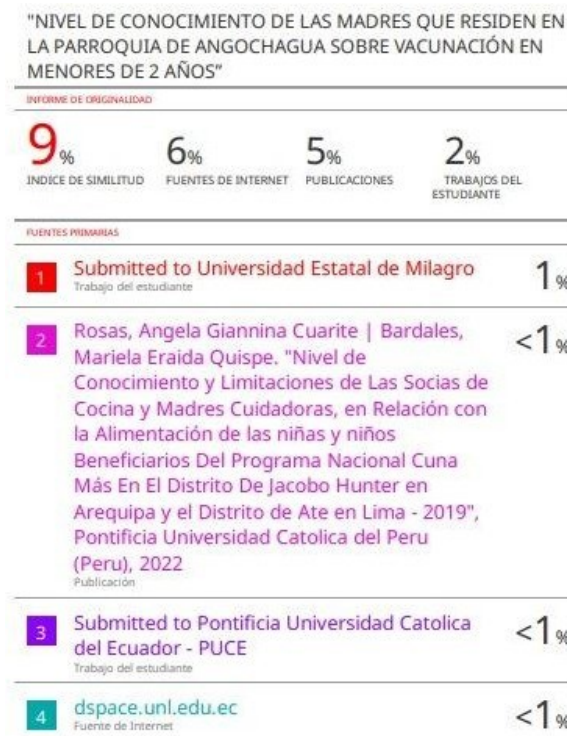 "NIVEL DE CONOCIMIENTO DE LAS MADRES QUE RESIDEN EN
LA PARROQUIA DE ANGOCHAGUA SOBRE VACUNACIÓN EN
MENORES DE 2 AÑOS"
INFORME DE ORIGINALIDAD
9% 6% 5% 2%
INDICE DE SIMILITUD FUENTES DE INTERNET PUBLICACIONES TRABAJOS DEL
ESTUDIANTE
FUENTES PRIMARIAS
1 Submitted to Universidad Estatal de Milagro 1%
Trabajo del estudiante
2 Rosas, Angela Giannina Cuarite | Bardales, <1%
Mariela Eraida Quispe. "Nivel de
Conocimiento y Limitaciones de Las Socias de
Cocina y Madres Cuidadoras, en Relación con
la Alimentación de las niñas y niños
Beneficiarios Del Programa Nacional Cuna
Más En El Distrito De Jacobo Hunter en
Arequipa y el Distrito de Ate en Lima - 2019",
Pontificia Universidad Catolica del Peru
(Peru), 2022
Publicación
3 Submitted to Pontificia Universidad Catolica <1%
del Ecuador - PUCE
Trabajo del estudiante
4 dspace.unl.edu.ec <1%
Fuente de Internet